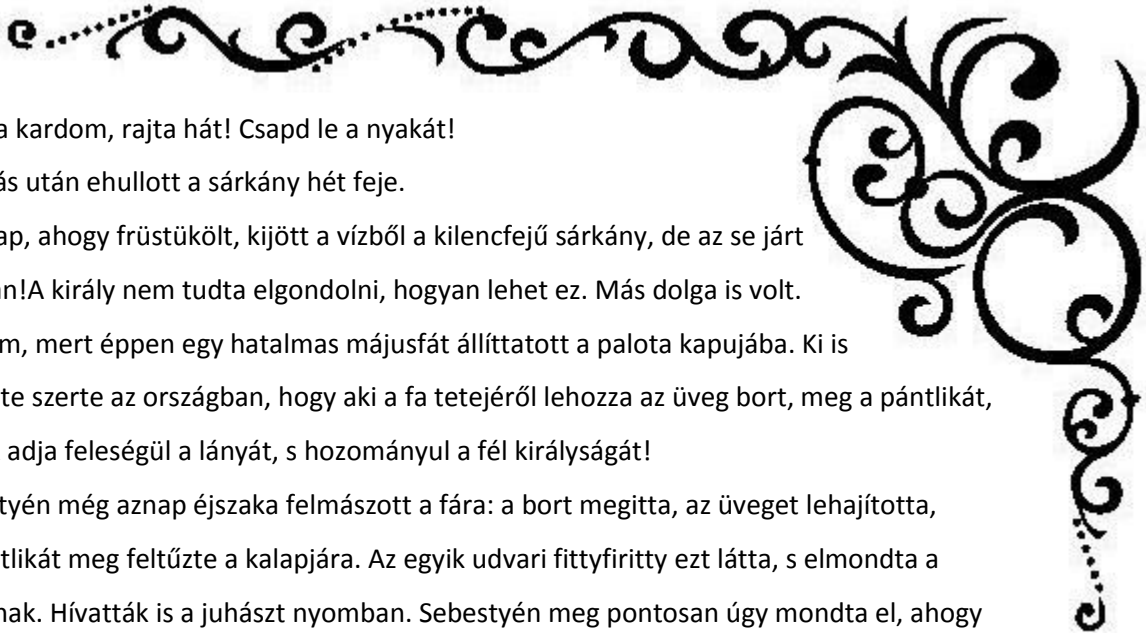 a kardom, rajta hát! Csapd le a nyakát!
ás után ehullott a sárkány hét feje.
ap, ahogy früstükölt, kijött a vízből a kilencfejű sárkány, de az se járt
an!A király nem tudta elgondolni, hogyan lehet ez. Más dolga is volt.
m, mert éppen egy hatalmas májusfát állíttatott a palota kapujába. Ki is
te szerte az országban, hogy aki a fa tetejéről lehozza az üveg bort, meg a pántlikát,
adja feleségül a lányát, s hozományul a fél királyságát!
tyén még aznap éjszaka felmászott a fára: a bort megitta, az üveget lehajította,
tlikát meg feltűzte a kalapjára. Az egyik udvari fittyfiritty ezt látta, s elmondta a
nak. Hívatták is a juhászt nyomban. Sebestyén meg pontosan úgy mondta el, ahogy